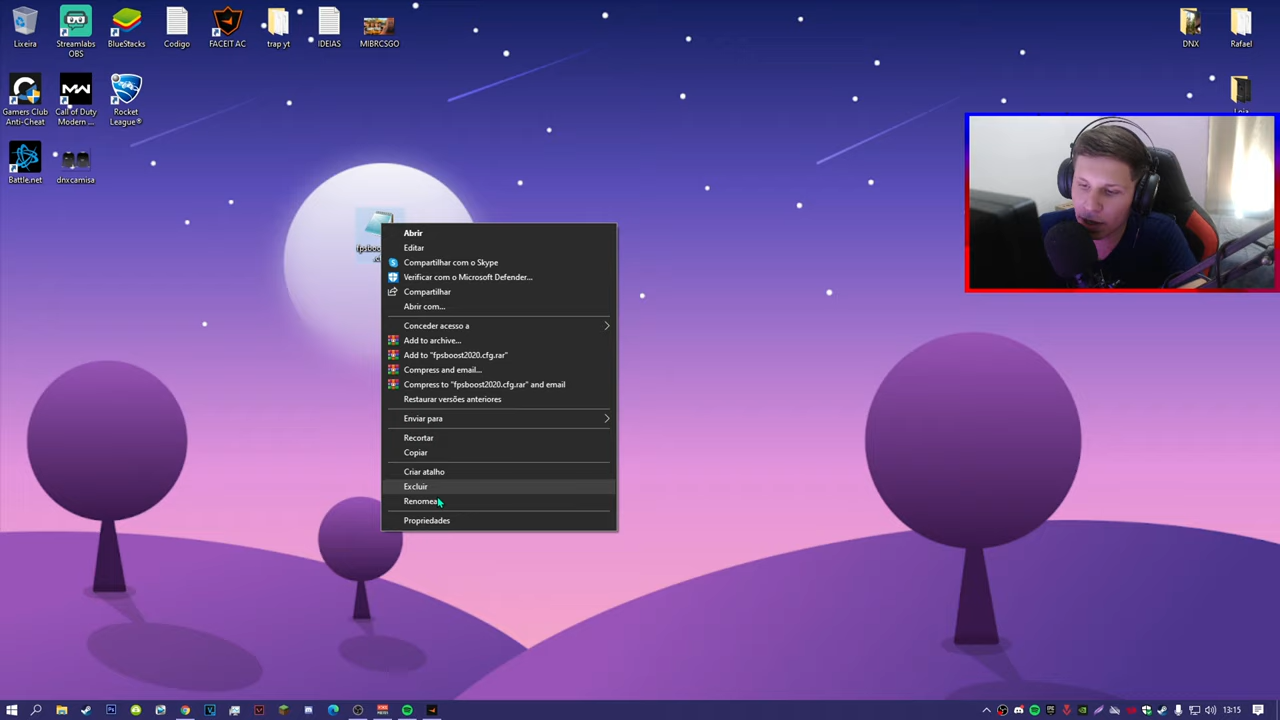 Lixeira
Streamlabs OBS
BlueStacks
Codigo
FACEIT AC
trap yt
IDEIAS
MIBRCSGO
DNX
Rafael
Gamers Club Anti-Cheat
Call of Duty Modern ...
Rocket League®
Battle.net
dnxcamisa
Abrir
Editar
Compartilhar com o Skype
Verificar com o Microsoft Defender...
Compartilhar
Abrir com...
Conceder acesso a
Add to archive...
Add to "fpsboost2020.cfg.rar"
Compress and email...
Compress to "fpsboost2020.cfg.rar" and email
Restaurar versões anteriores
Enviar para
Recortar
Copiar
Criar atalho
Excluir
Renomear
Propriedades
13:15